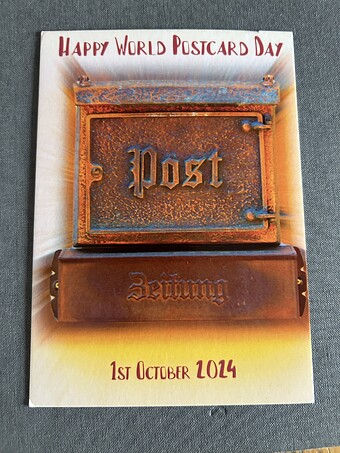 Happy World Postcard Day
Post
Zeitung
1st October 2024